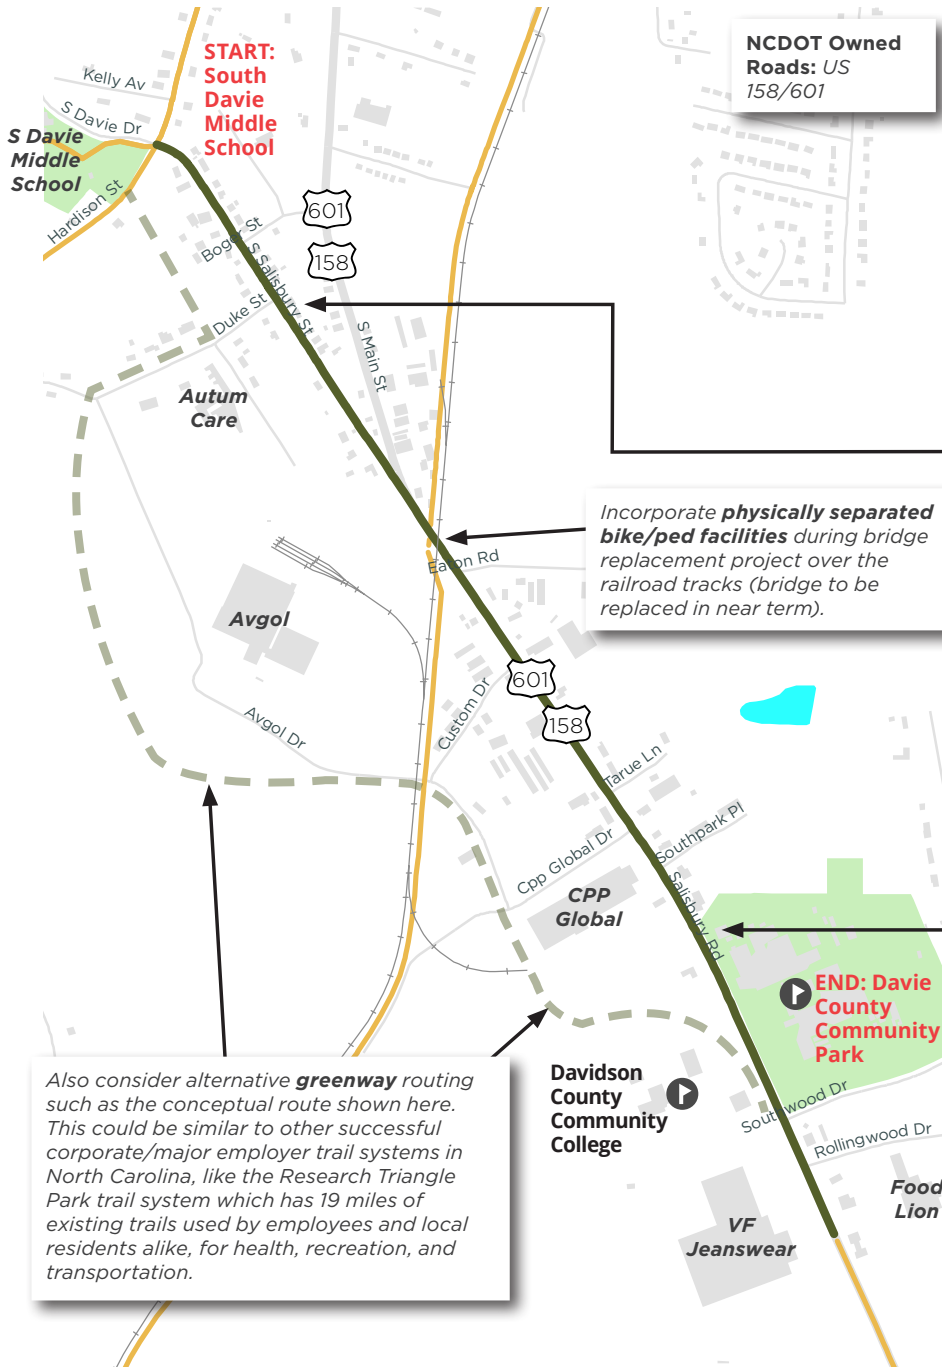 NCDOT Owned
Roads: US
158/601
START:
South
Davie
Middle
School
Kelly Av
S Davie Dr
S Davie
Middle
School
Hardison St
601
158
Boger St
S Salisbury St
Duke St
S Main St
Autum
Care
Incorporate physically separated
bike/ped facilities during bridge
replacement project over the
railroad tracks (bridge to be
replaced in near term).
Eaton Rd
Avgol
601
158
Custom Dr
Avgol Dr
Tarue Ln
Southpark Pl
Cpp Global Dr
CPP
Global
Salisbury Rd
END: Davie
County
Community
Park
Also consider alternative greenway routing
such as the conceptual route shown here.
This could be similar to other successful
corporate/major employer trail systems in
North Carolina, like the Research Triangle
Park trail system which has 19 miles of
existing trails used by employees and local
residents alike, for health, recreation, and
transportation.
Davidson
County
Community
College
Southwood Dr
Rollingwood Dr
Food
Lion
VF
Jeanswear